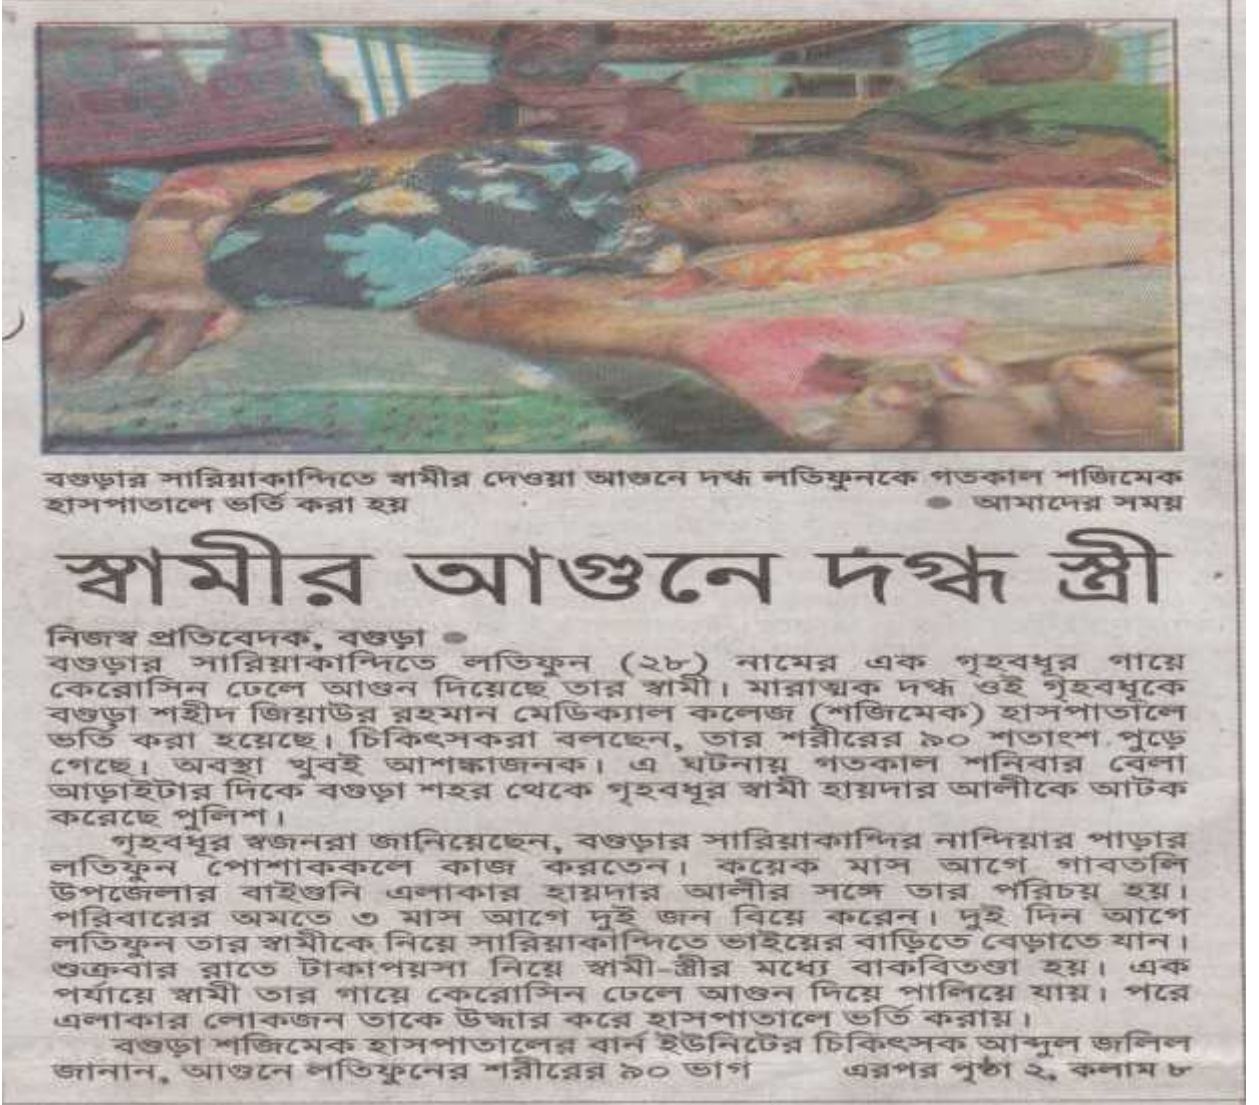 বগুড়ার সারিয়াকান্দিতে স্বামীর দেওয়া আগুনে দগ্ধ লতিফুনকে গতকাল শজিমেক
হাসপাতালে ভর্তি করা হয় ● আমাদের সময়
স্বামীর আগুনে দগ্ধ স্ত্রী
নিজস্ব প্রতিবেদক, বগুড়া ●
বগুড়ার সারিয়াকান্দিতে লতিফুন (২৮) নামের এক গৃহবধূর গায়ে
কেরোসিন ঢেলে আগুন দিয়েছে তার স্বামী। মারাত্মক দগ্ধ ওই গৃহবধূকে
বগুড়া শহীদ জিয়াউর রহমান মেডিক্যাল কলেজ (শজিমেক) হাসপাতালে
ভর্তি করা হয়েছে। চিকিৎসকরা বলছেন, তার শরীরের ৯০ শতাংশ পুড়ে
গেছে। অবস্থা খুবই আশঙ্কাজনক। এ ঘটনায় গতকাল শনিবার বেলা
আড়াইটার দিকে বগুড়া শহর থেকে গৃহবধূর স্বামী হায়দার আলীকে আটক
করেছে পুলিশ।
গৃহবধূর স্বজনরা জানিয়েছেন, বগুড়ার সারিয়াকান্দির নান্দিয়ার পাড়ার
লতিফুন পোশাককলে কাজ করতেন। কয়েক মাস আগে গাবতলি
উপজেলার বাইগুনি এলাকার হায়দার আলীর সঙ্গে তার পরিচয় হয়।
পরিবারের অমতে ৩ মাস আগে দুই জন বিয়ে করেন। দুই দিন আগে
লতিফুন তার স্বামীকে নিয়ে সারিয়াকান্দিতে ভাইয়ের বাড়িতে বেড়াতে যান।
শুক্রবার রাতে টাকাপয়সা নিয়ে স্বামী-স্ত্রীর মধ্যে বাকবিতণ্ডা হয়। এক
পর্যায়ে স্বামী তার গায়ে কেরোসিন ঢেলে আগুন দিয়ে পালিয়ে যায়। পরে
এলাকার লোকজন তাকে উদ্ধার করে হাসপাতালে ভর্তি করায়।
বগুড়া শজিমেক হাসপাতালের বার্ন ইউনিটের চিকিৎসক আব্দুল জলিল
জানান, আগুনে লতিফুনের শরীরের ৯০ ভাগ এরপর পৃষ্ঠা ২, কলাম ৮